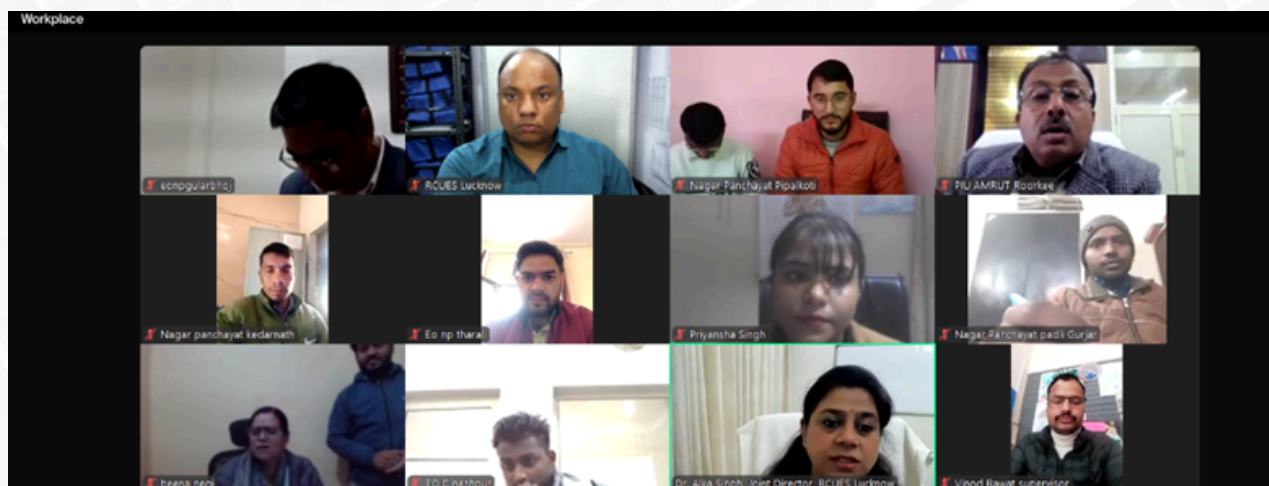 Workplace
eonpgularbhoj
RCUES Lucknow
Nagar Panchayat Pipalkoti
PIU AMRUT Roorkee
Nagar panchayat kedarnath
Eo np tharali
Priyansha Singh
Nagar Panchayat padli Gurjar
beena negi
Dr. Alka Singh, Joint Director, RCUES Lucknow
Vinod Rawat supervisor